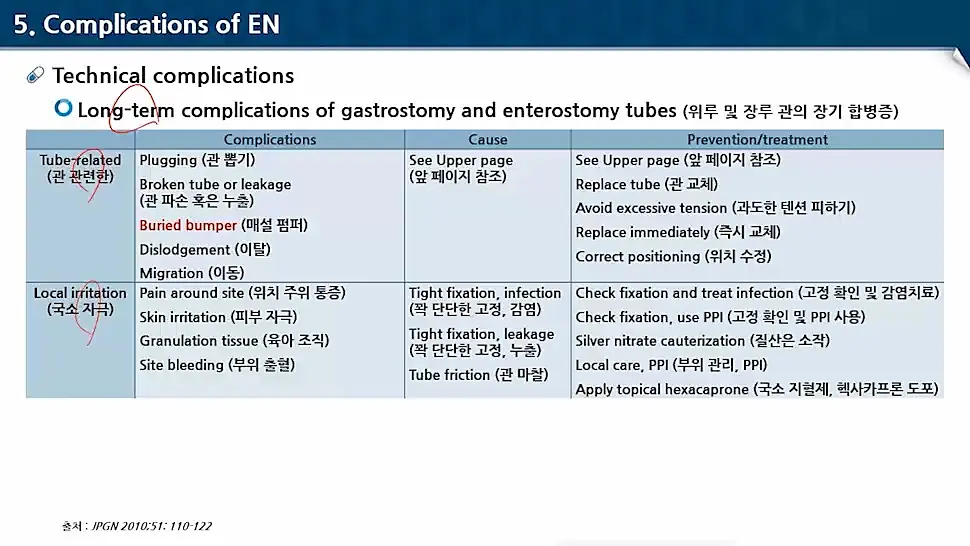 5. Complications of EN
Technical complications
Long-term complications of gastrostomy and enterostomy tubes (위루 및 장루 관의 장기 합병증)
Complications Cause Prevention/treatment
Tube-related
(관 관련한)
Plugging (관 뽑기)
Broken tube or leakage
(관 파손 혹은 누출)
Buried bumper (매설 펌퍼)
Dislodgement (이탈)
Migration (이동)
See Upper page
(앞 페이지 참조)
See Upper page (앞 페이지 참조)
Replace tube (관 교체)
Avoid excessive tension (과도한 텐션 피하기)
Replace immediately (즉시 교체)
Correct positioning (위치 수정)
Local irritation
(국소 자극)
Pain around site (위치 주위 통증)
Skin irritation (피부 자극)
Granulation tissue (육아 조직)
Site bleeding (부위 출혈)
Tight fixation, infection
(꽉 단단한 고정, 감염)
Tight fixation, leakage
(꽉 단단한 고정, 누출)
Tube friction (관 마찰)
Check fixation and treat infection (고정 확인 및 감염치료)
Check fixation, use PPI (고정 확인 및 PPI 사용)
Silver nitrate cauterization (질산은 소작)
Local care, PPI (부위 관리, PPI)
Apply topical hexacaprone (국소 지혈제, 헥사카프론 도포)
출처 : JPGN 2010;51: 110-122